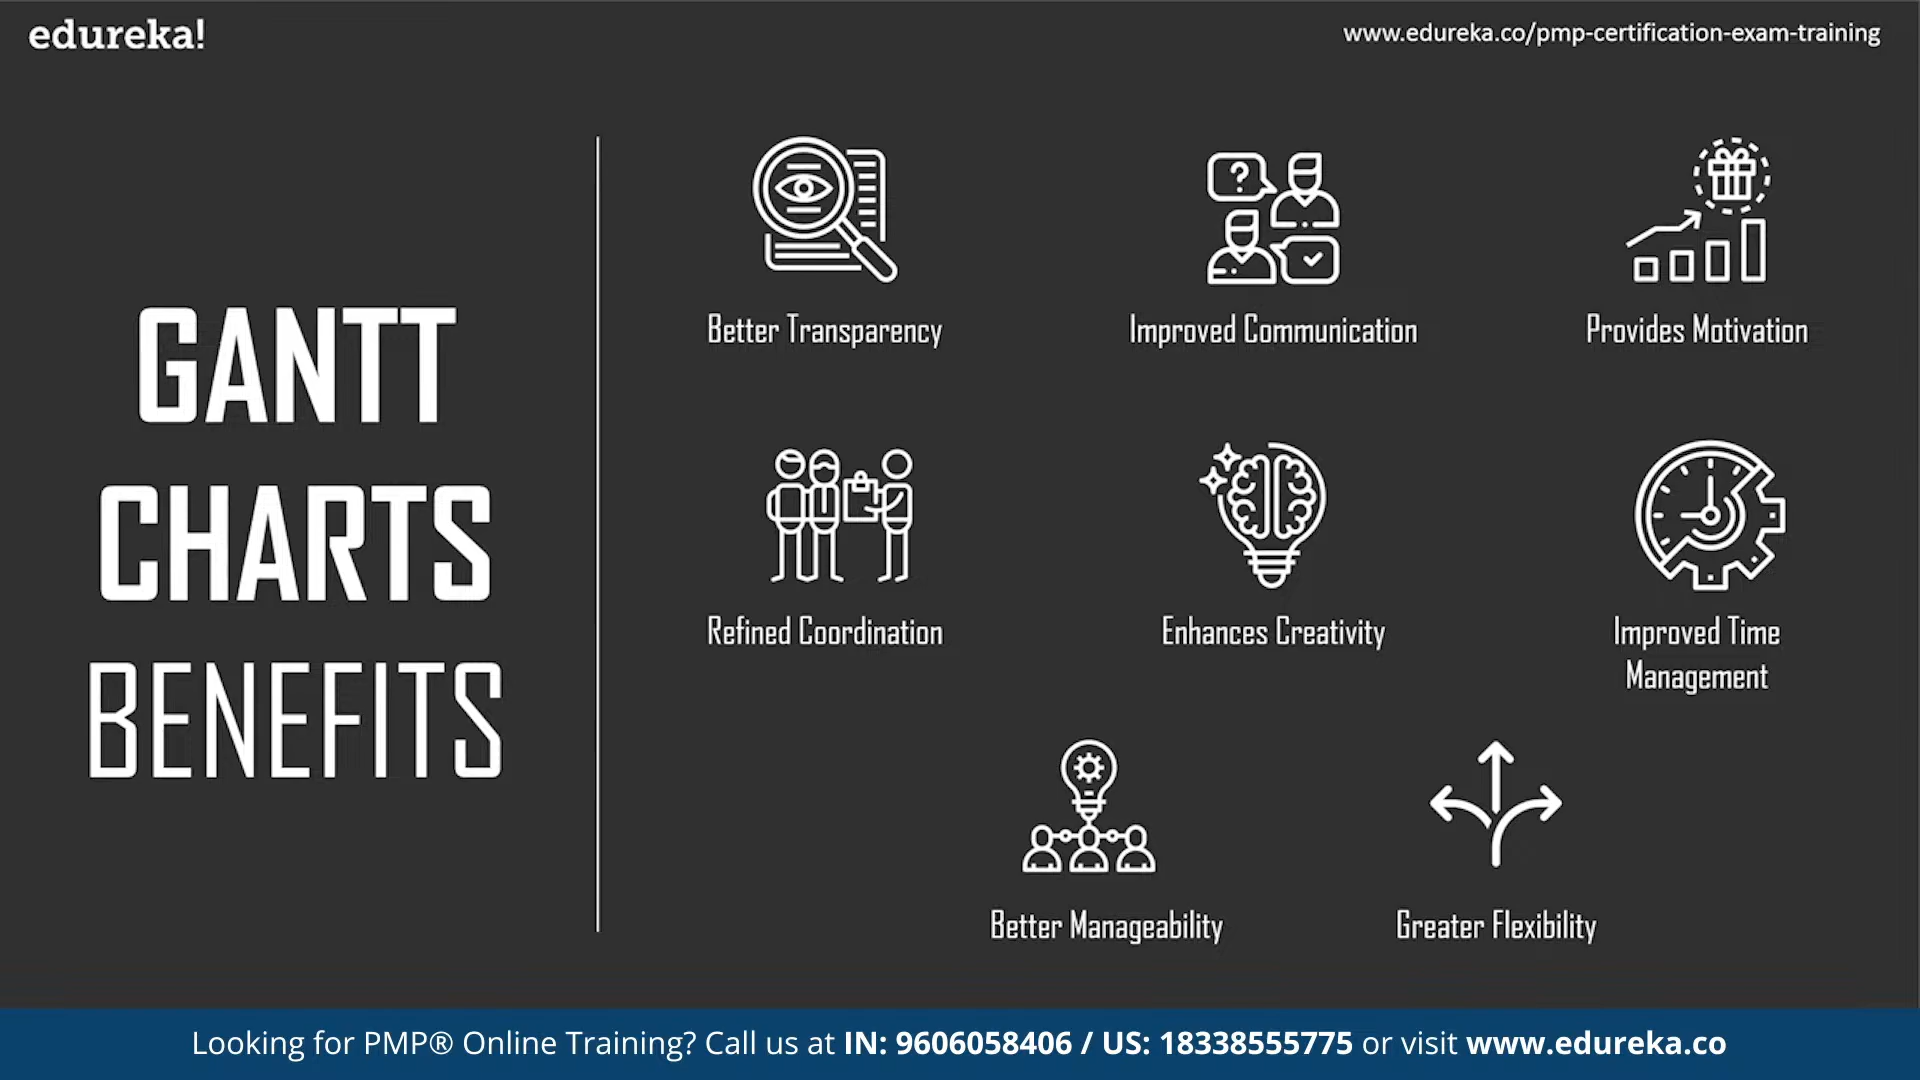 edureka!
www.edureka.co/pmp-certification-exam-training
GANTT
CHARTS
BENEFITS
?
Better Transparency
Improved Communication
Provides Motivation
Refined Coordination
Enhances Creativity
Improved Time
Management
Better Manageability
Greater Flexibility
Looking for PMP® Online Training? Call us at IN: 9606058406 / US: 18338555775 or visit www.edureka.co